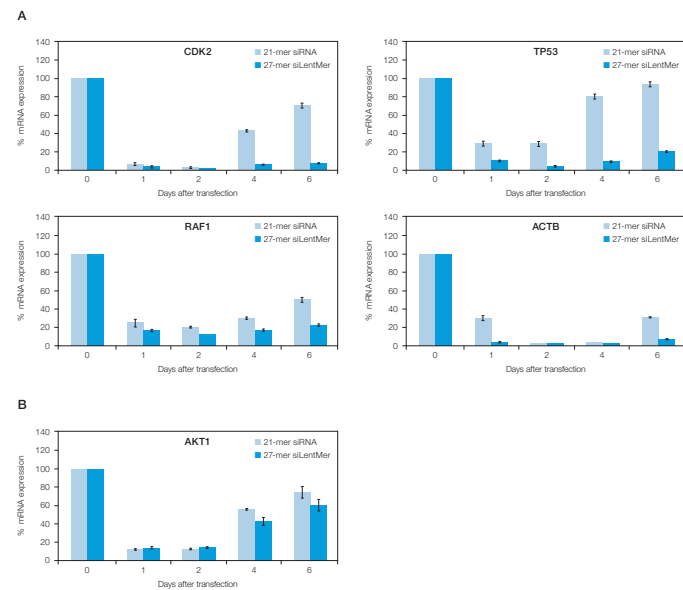 A
CDK2
21-mer siRNA
27-mer siLentMer
% mRNA expression
140
120
100
80
60
40
20
0
0 1 2 4 6
Days after transfection
TP53
21-mer siRNA
27-mer siLentMer
% mRNA expression
140
120
100
80
60
40
20
0
0 1 2 4 6
Days after transfection
RAF1
21-mer siRNA
27-mer siLentMer
% mRNA expression
140
120
100
80
60
40
20
0
0 1 2 4 6
Days after transfection
ACTB
21-mer siRNA
27-mer siLentMer
% mRNA expression
140
120
100
80
60
40
20
0
0 1 2 4 6
Days after transfection
B
AKT1
21-mer siRNA
27-mer siLentMer
% mRNA expression
140
120
100
80
60
40
20
0
0 1 2 4 6
Days after transfection